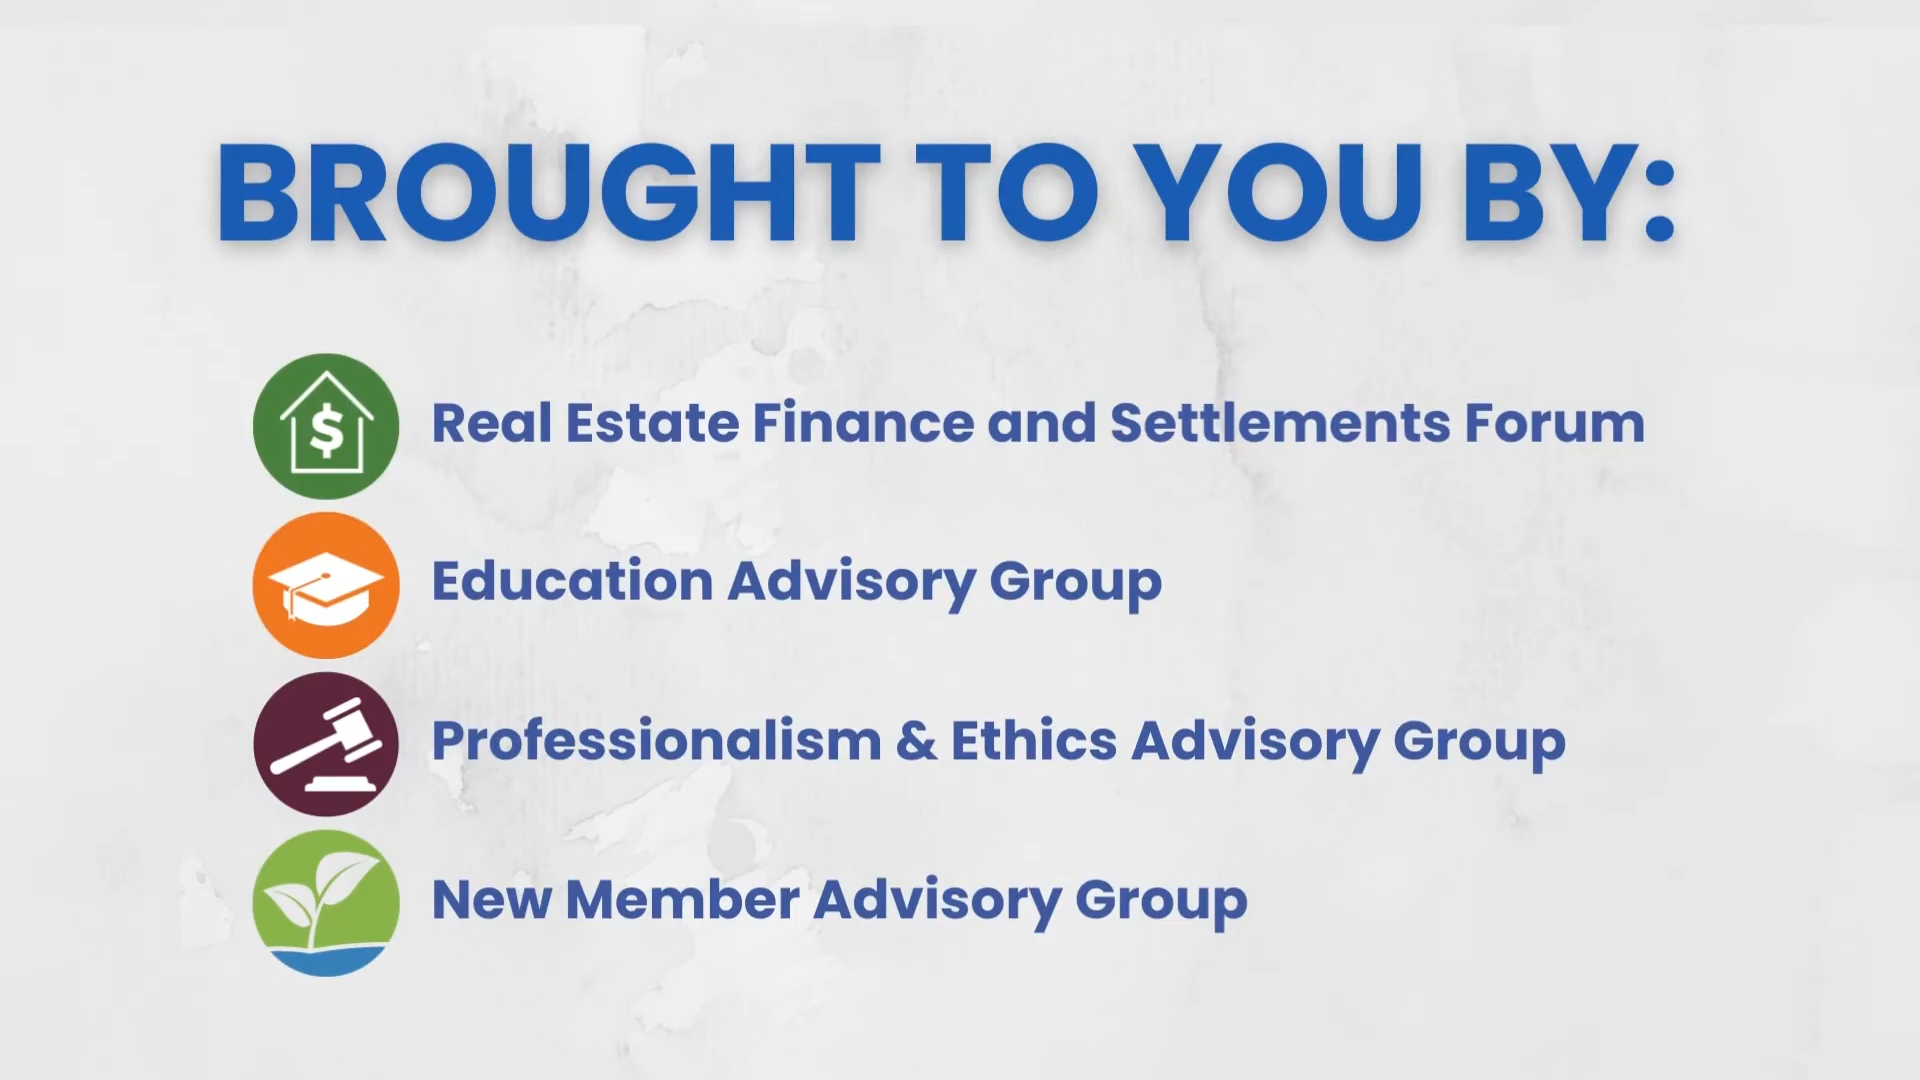 BROUGHT TO YOU BY:
$
Real Estate Finance and Settlements Forum
Education Advisory Group
Professionalism & Ethics Advisory Group
New Member Advisory Group